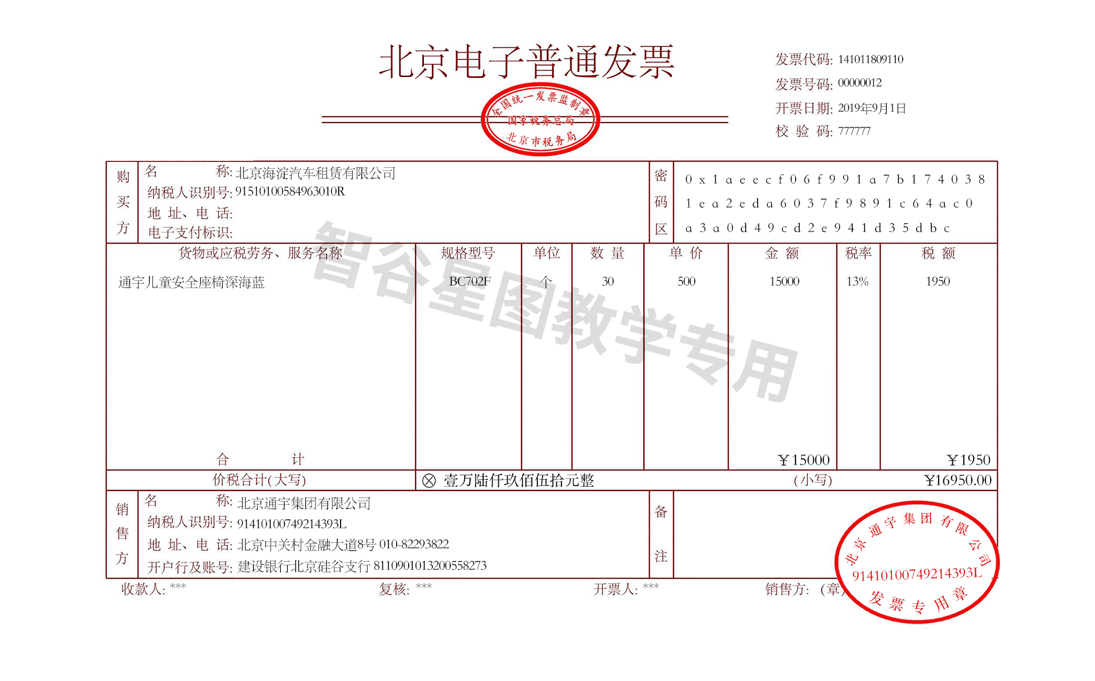 北京电子普通发票
发票代码: 141011809110
发票号码: 00000012
开票日期: 2019年9月1日
校 验 码: 777777
全国统一发票监制章
国家税务总局
北京市税务局
购买方
名 称: 北京海淀汽车租赁有限公司
纳税人识别号: 91510100584963010R
地 址、电 话:
电子支付标识:
密码区
0x1aeecf06f991a7b174038
1ea2eda6037f9891c64ac0
a3a0d49cd2e941d35dbc
货物或应税劳务、服务名称 规格型号 单位 数 量 单 价 金 额 税率 税 额
通宇儿童安全座椅深海蓝 BC702F 个 30 500 15000 13% 1950
智谷星图教学专用
合 计 ¥15000 ¥1950
价税合计(大写) ⊗ 壹万陆仟玖佰伍拾元整 (小写) ¥16950.00
销售方
名 称: 北京通宇集团有限公司
纳税人识别号: 91410100749214393L
地 址、电 话: 北京中关村金融大道8号 010-82293822
开户行及账号: 建设银行北京硅谷支行 8110901013200558273
备注
收款人: *** 复核: *** 开票人: *** 销售方: (章)
北京通宇集团有限公司
91410100749214393L
发票专用章